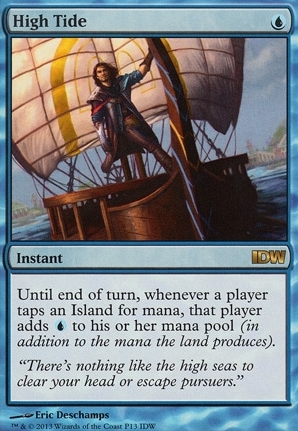 High Tide
Instant
IDW
Until end of turn, whenever a player
taps an Island for mana, that player
adds to his or her mana pool (in
addition to the mana the land produces).
"There's nothing like the high seas to
clear your head or escape pursuers."
Eric Deschamps
™ & © 2013 Wizards of the Coast P13 IDW